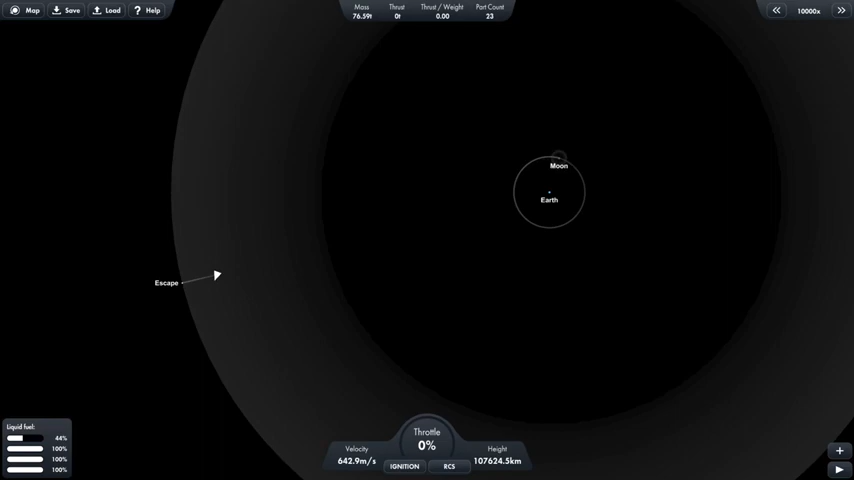 Map
Save
Load
? Help
Mass
76.59t
Thrust
0t
Thrust / Weight
0.00
Part Count
23
10000x
Moon
Earth
Escape
Liquid fuel:
44%
100%
100%
100%
Throttle
0%
Velocity
642.9m/s
Height
107624.5km
IGNITION
RCS